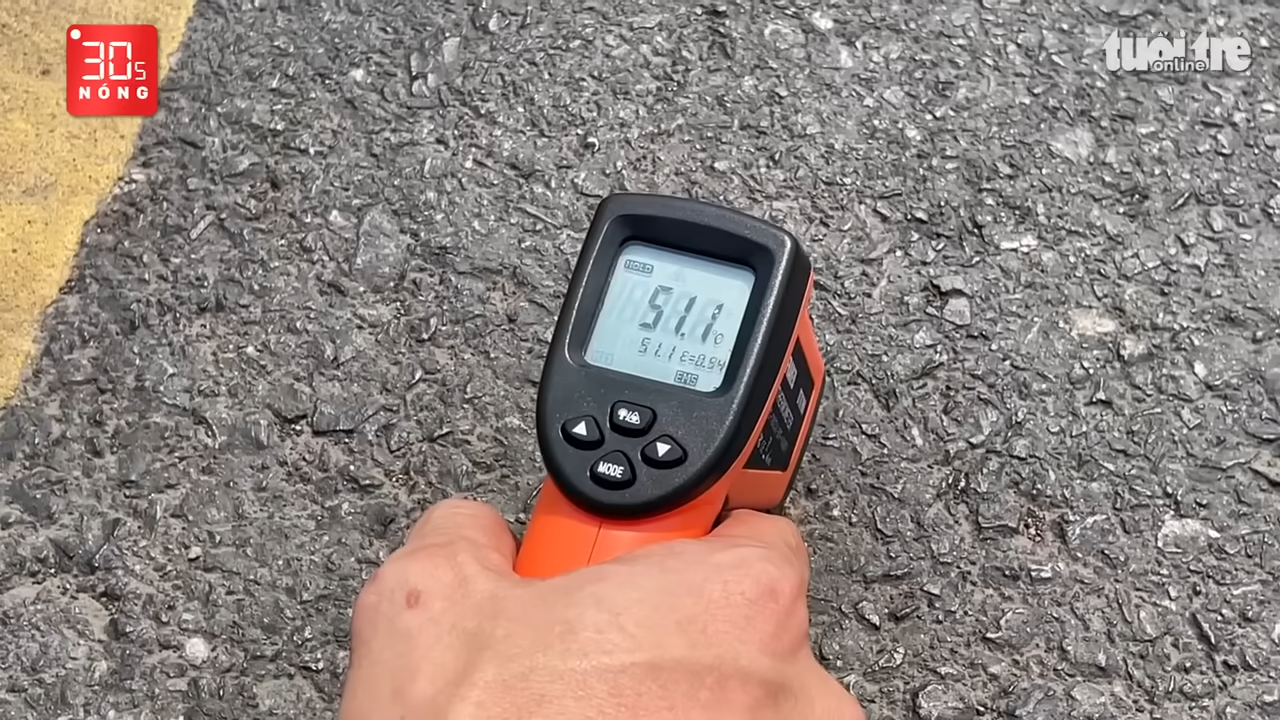 30s
NÓNG
tuổi trẻ
online
HOLD
51.1°C
51.1 ε=0.94
EMS
MODE